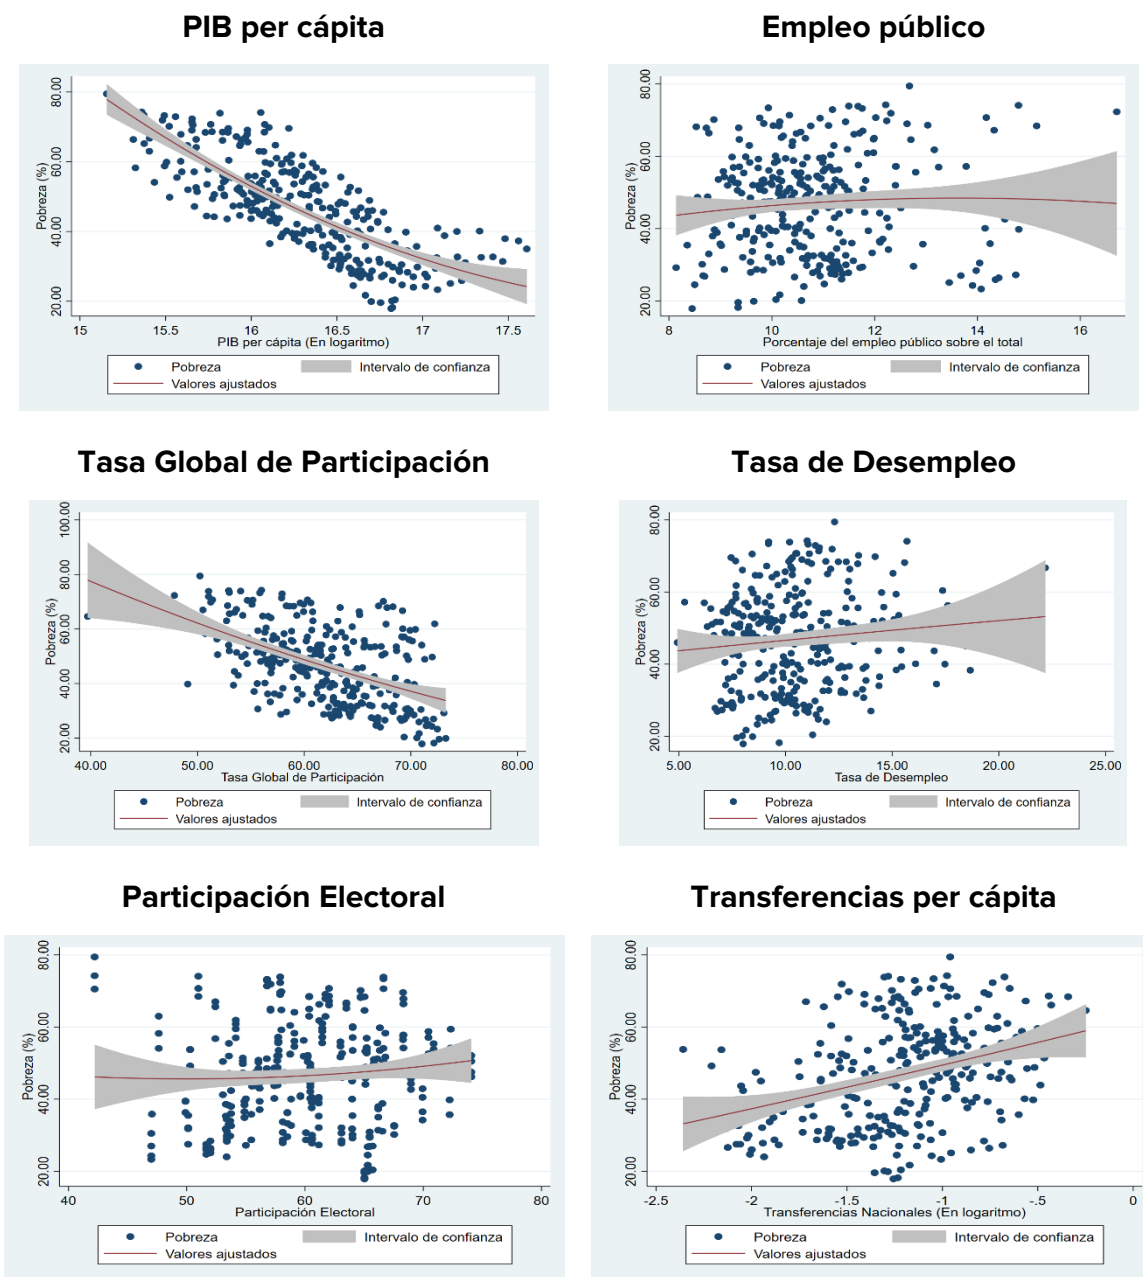 PIB per cápita
Pobreza (%)
80.00
60.00
40.00
20.00
15 15.5 16 16.5 17 17.5
PIB per cápita (En logaritmo)
Pobreza Intervalo de confianza
Valores ajustados
Empleo público
Pobreza (%)
80.00
60.00
40.00
20.00
8 10 12 14 16
Porcentaje del empleo público sobre el total
Pobreza Intervalo de confianza
Valores ajustados
Tasa Global de Participación
Pobreza (%)
100.00
80.00
60.00
40.00
20.00
40.00 50.00 60.00 70.00 80.00
Tasa Global de Participación
Pobreza Intervalo de confianza
Valores ajustados
Tasa de Desempleo
Pobreza (%)
80.00
60.00
40.00
20.00
5.00 10.00 15.00 20.00 25.00
Tasa de Desempleo
Pobreza Intervalo de confianza
Valores ajustados
Participación Electoral
Pobreza (%)
80.00
60.00
40.00
20.00
40 50 60 70 80
Participación Electoral
Pobreza Intervalo de confianza
Valores ajustados
Transferencias per cápita
Pobreza (%)
80.00
60.00
40.00
20.00
-2.5 -2 -1.5 -1 -.5 0
Transferencias Nacionales (En logaritmo)
Pobreza Intervalo de confianza
Valores ajustados